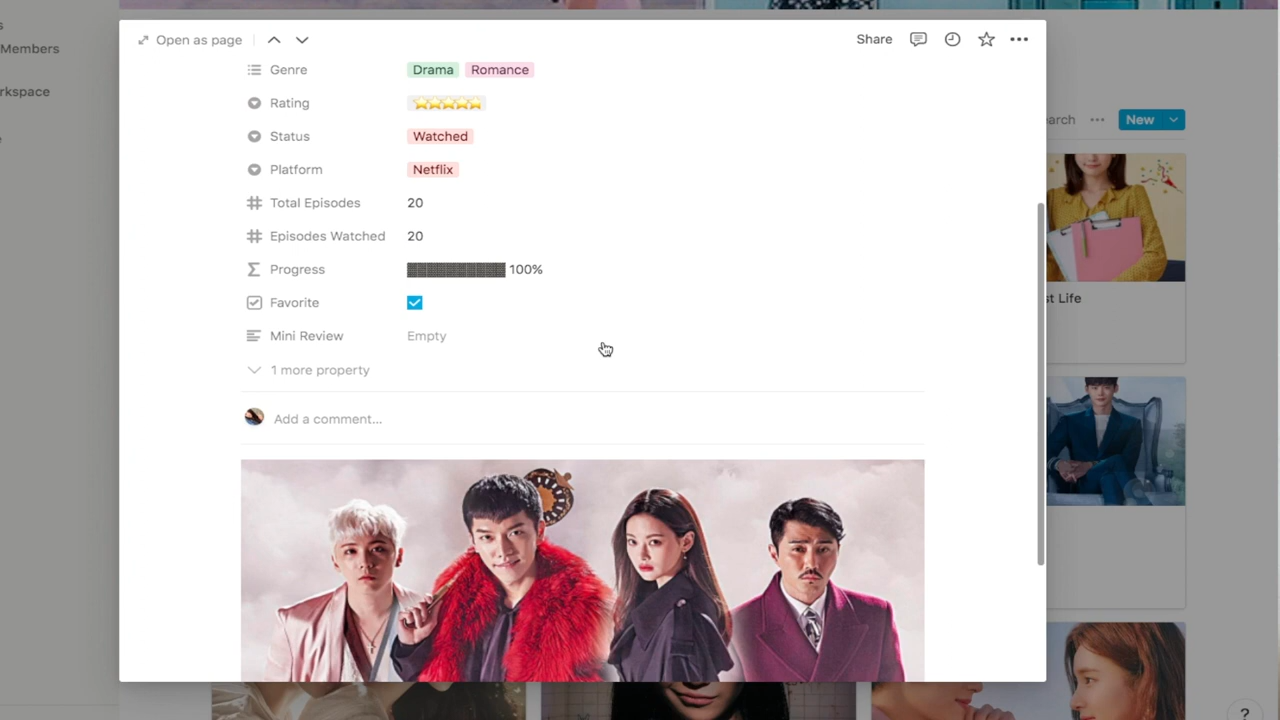 s
Members
rkspace
e
Open as page
Share
Genre Drama Romance
Rating ⭐⭐⭐⭐⭐
Status Watched
Platform Netflix
Total Episodes 20
Episodes Watched 20
Progress ▓▓▓▓▓▓▓▓▓▓ 100%
Favorite
Mini Review Empty
1 more property
Add a comment...
earch ••• New
st Life
?